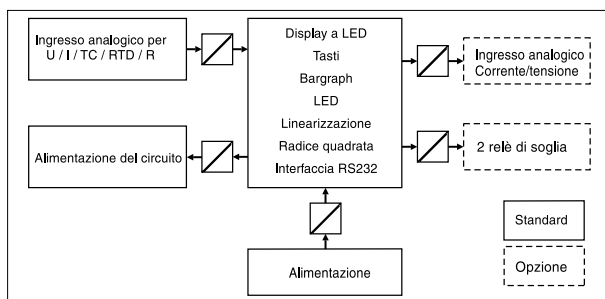 Ingresso analogico per
U / I / TC / RTD / R
Alimentazione del circuito
Display a LED
Tasti
Bargraph
LED
Linearizzazione
Radice quadrata
Interfaccia RS232
Ingresso analogico
Corrente/tensione
2 relè di soglia
Alimentazione
Standard
Opzione